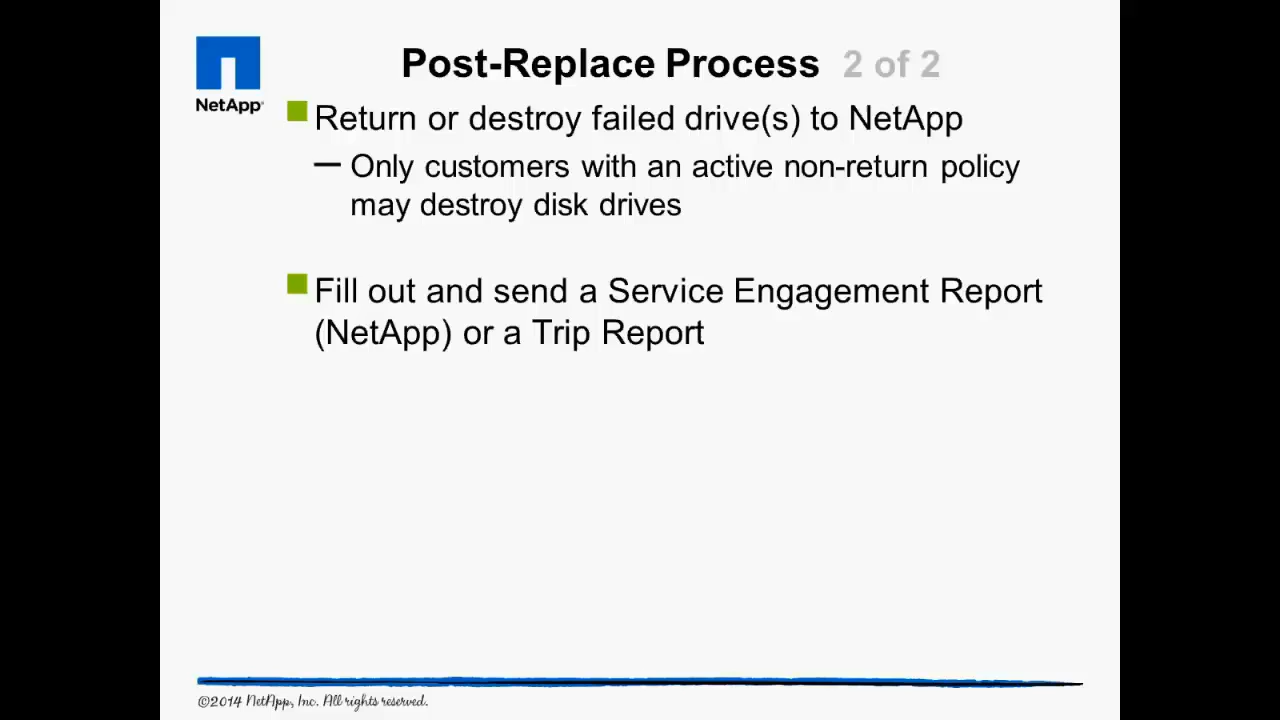 NetApp®
Post-Replace Process 2 of 2
Return or destroy failed drive(s) to NetApp
– Only customers with an active non-return policy
may destroy disk drives
Fill out and send a Service Engagement Report
(NetApp) or a Trip Report
©2014 NetApp, Inc. All rights reserved.